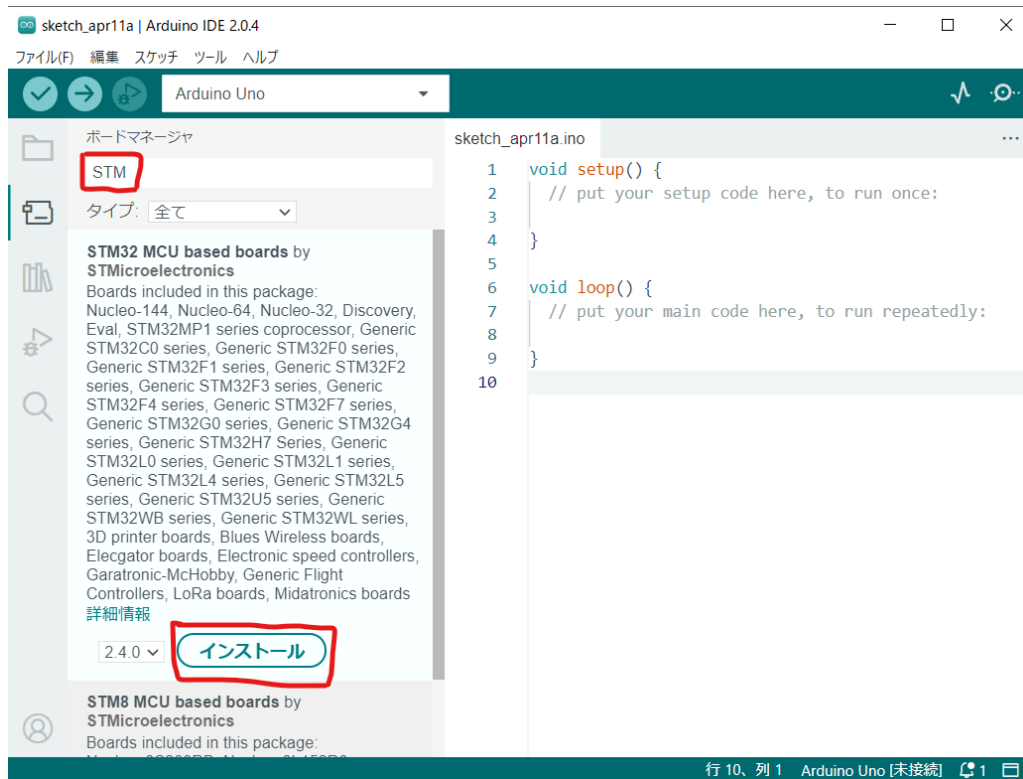 sketch_apr11a | Arduino IDE 2.0.4
ファイル(F) 編集 スケッチ ツール ヘルプ
Arduino Uno
ボードマネージャ
STM
タイプ: 全て
STM32 MCU based boards by
STMicroelectronics
Boards included in this package:
Nucleo-144, Nucleo-64, Nucleo-32, Discovery,
Eval, STM32MP1 series coprocessor, Generic
STM32C0 series, Generic STM32F0 series,
Generic STM32F1 series, Generic STM32F2
series, Generic STM32F3 series, Generic
STM32F4 series, Generic STM32F7 series,
Generic STM32G0 series, Generic STM32G4
series, Generic STM32H7 Series, Generic
STM32L0 series, Generic STM32L1 series,
Generic STM32L4 series, Generic STM32L5
series, Generic STM32U5 series, Generic
STM32WB series, Generic STM32WL series,
3D printer boards, Blues Wireless boards,
Elecgator boards, Electronic speed controllers,
Garatronic-McHobby, Generic Flight
Controllers, LoRa boards, Midatronics boards
詳細情報
2.4.0 インストール
STM8 MCU based boards by
STMicroelectronics
Boards included in this package:
sketch_apr11a.ino
1 void setup() {
2 // put your setup code here, to run once:
3
4 }
5
6 void loop() {
7 // put your main code here, to run repeatedly:
8
9 }
10
行 10、列 1 Arduino Uno [未接続] 1